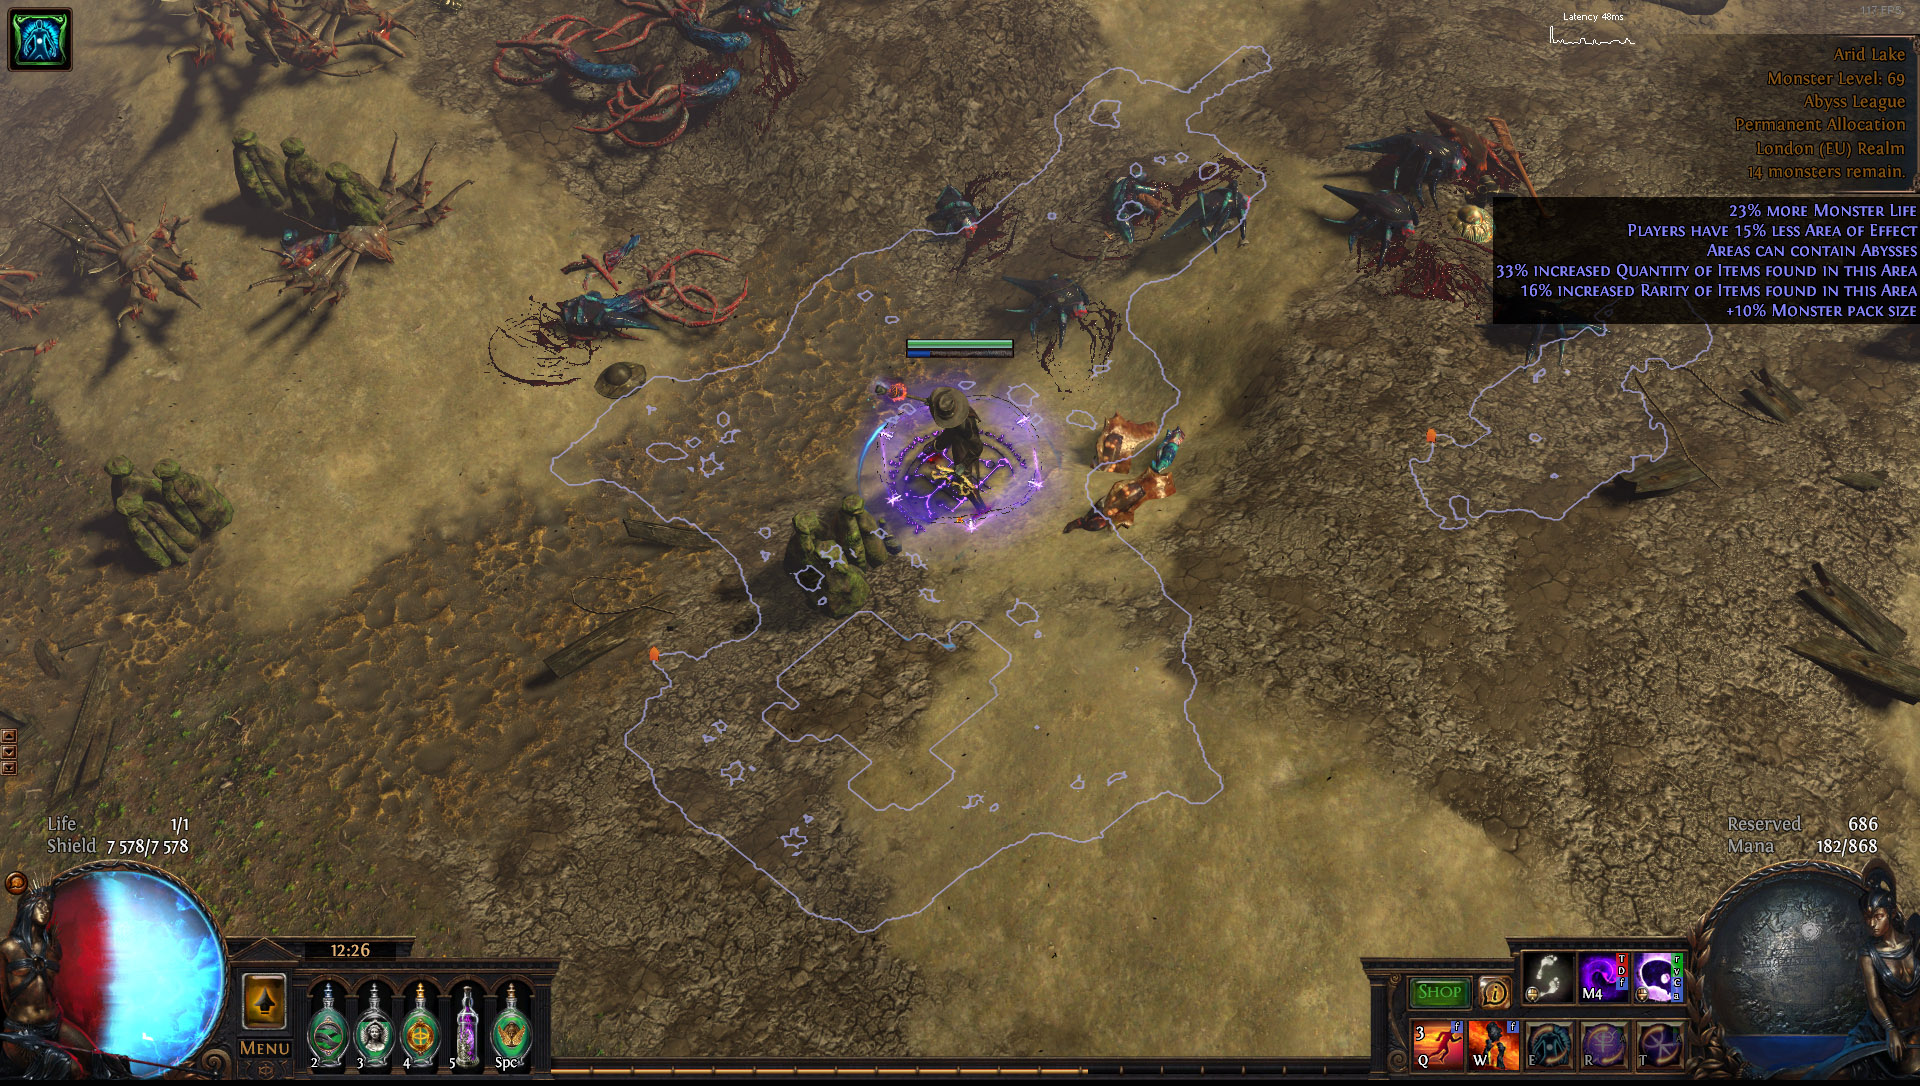 Latency 48ms
117 FPS
Arid Lake
Monster Level: 69
Abyss League
Permanent Allocation
London (EU) Realm
14 monsters remain.
23% more Monster Life
Players have 15% less Area of Effect
Areas can contain Abysses
33% increased Quantity of Items found in this Area
16% increased Rarity of Items found in this Area
+10% Monster pack size
Life 1/1
Shield 7 578/7 578
Reserved 686
Mana 182/868
12:26
Menu
2 3 4 5 Spc
Shop
M4
T
D
f
r
v
C
a
3 f f
Q W E R T